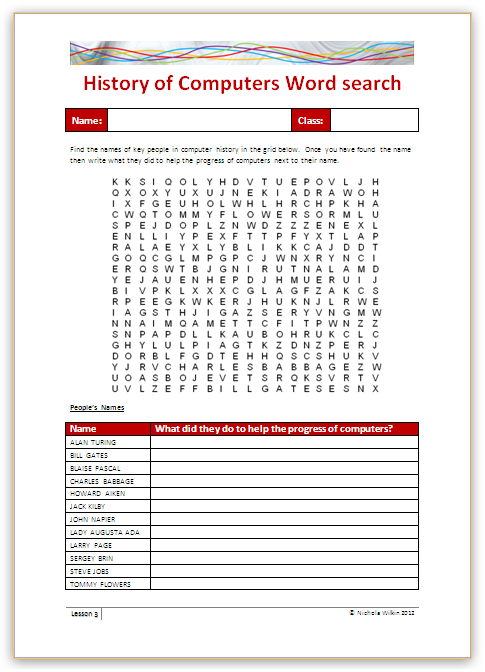 History of Computers Word search
Name: Class:
Find the names of key people in computer history in the grid below. Once you have found the name
then write what they did to help the progress of computers next to their name.
K K S I Q O L Y H D V T U E P O V L J H
Q X O X Y U X U J N E K I A D R A W O H
I X F G E U H O L W H L H R C H P K H A
C W Q T O M M Y F L O W E R S O R M L U
S P E J D O P L Z N W D Z Z Z E N E X L
E N L L I Y P E X F T T P F Y X T L A P
R A L A E Y X L Y B L I K K C A J D D T
G O Q C G L M P G P C J W N X R Y N C I
E R Q S W T B J G N I R U T N A L A M D
Y E J A U E N H E P D J H M U E R U I J
B I V P K L X X X C G L A G F Z A K C S
R P E E G K W K E R J H U K N J L R W E
I A G S T H J I G A Z S E R Y V N G M W
N N A I M Q A M E T T C F I T P W N Z Z
S N P A P D L L K A U B O H R U K C L C
G H Y L U L P I A G T K Z D N Z P E R J
D O R B L F G D T E H H Q S C S H U K V
Y J R V C H A R L E S B A B B A G E Z W
U O A S B O J E V E T S R Q K S V R T V
U V L Z E F F B I L L G A T E S E S N X
People's Names
Name What did they do to help the progress of computers?
ALAN TURING
BILL GATES
BLAISE PASCAL
CHARLES BABBAGE
HOWARD AIKEN
JACK KILBY
JOHN NAPIER
LADY AUGUSTA ADA
LARRY PAGE
SERGEY BRIN
STEVE JOBS
TOMMY FLOWERS
Lesson 3 © Nichola Wilkin 2012